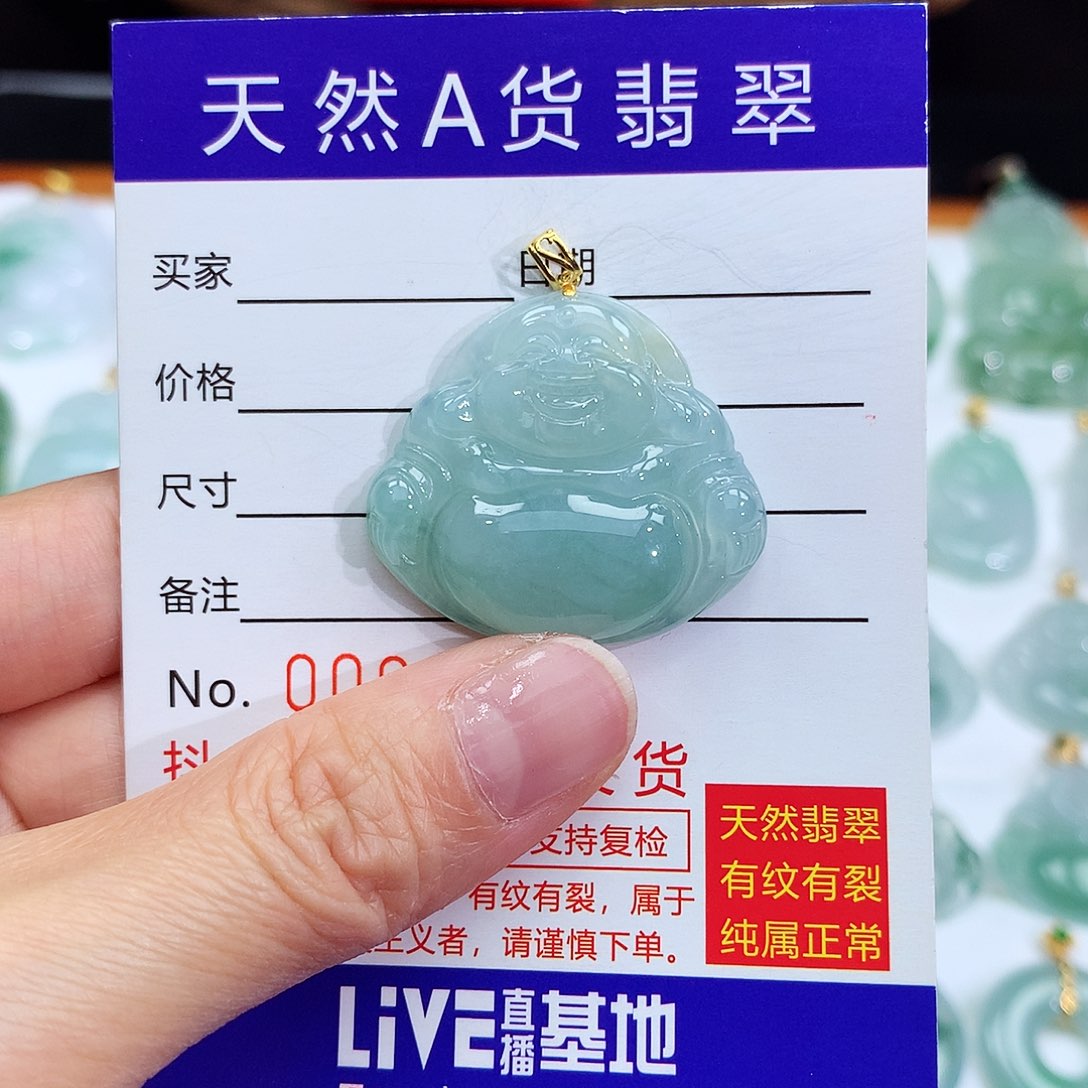 天然A货翡翠
买家 日期
价格
尺寸
备注
No. 000
抖 货
支持复检
有纹有裂，属于
主义者，请谨慎下单。
天然翡翠
有纹有裂
纯属正常
LiVE直播基地